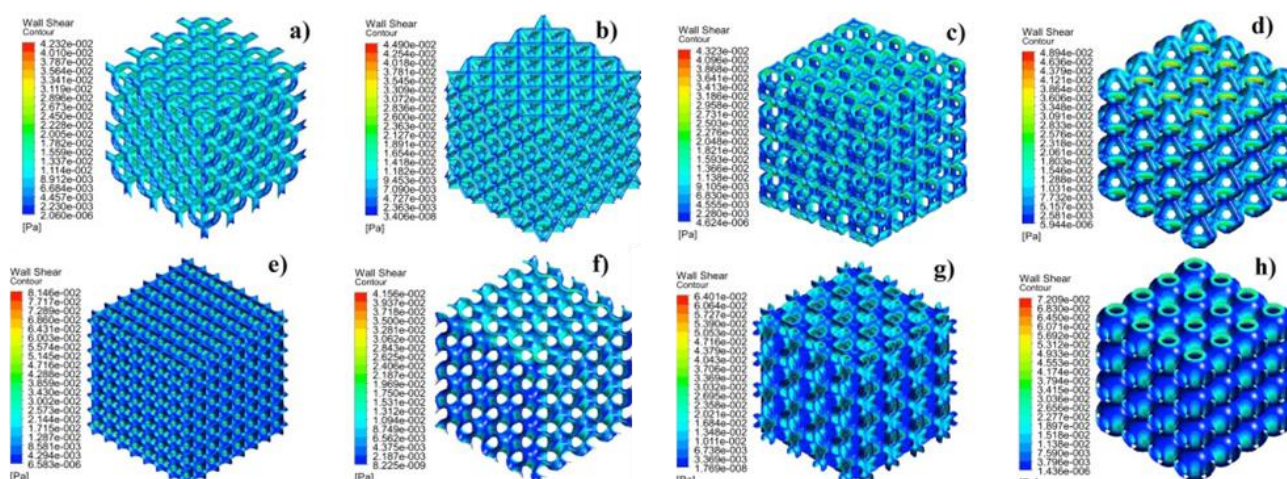 Wall Shear
Contour
a)
4.232e-002
4.010e-002
3.787e-002
3.564e-002
3.341e-002
3.119e-002
2.896e-002
2.673e-002
2.450e-002
2.228e-002
2.005e-002
1.782e-002
1.559e-002
1.337e-002
1.114e-002
8.912e-003
6.684e-003
4.457e-003
2.230e-003
2.060e-006
[Pa]
Wall Shear
Contour
b)
4.490e-002
4.254e-002
4.018e-002
3.781e-002
3.545e-002
3.309e-002
3.072e-002
2.836e-002
2.600e-002
2.363e-002
2.127e-002
1.891e-002
1.654e-002
1.418e-002
1.182e-002
9.453e-003
7.090e-003
4.727e-003
2.363e-003
3.406e-008
[Pa]
Wall Shear
Contour
c)
4.323e-002
4.096e-002
3.868e-002
3.641e-002
3.413e-002
3.186e-002
2.958e-002
2.731e-002
2.503e-002
2.276e-002
2.048e-002
1.821e-002
1.593e-002
1.366e-002
1.138e-002
9.105e-003
6.830e-003
4.555e-003
2.280e-003
4.624e-006
[Pa]
Wall Shear
Contour
d)
4.894e-002
4.636e-002
4.379e-002
4.121e-002
3.864e-002
3.606e-002
3.348e-002
3.091e-002
2.833e-002
2.576e-002
2.318e-002
2.061e-002
1.803e-002
1.546e-002
1.288e-002
1.031e-002
7.732e-003
5.157e-003
2.581e-003
5.944e-006
[Pa]
Wall Shear
Contour
e)
8.146e-002
7.717e-002
7.289e-002
6.860e-002
6.431e-002
6.003e-002
5.574e-002
5.145e-002
4.716e-002
4.288e-002
3.859e-002
3.430e-002
3.002e-002
2.573e-002
2.144e-002
1.715e-002
1.287e-002
8.581e-003
4.294e-003
6.583e-006
[Pa]
Wall Shear
Contour
f)
4.156e-002
3.937e-002
3.718e-002
3.500e-002
3.281e-002
3.062e-002
2.843e-002
2.625e-002
2.406e-002
2.187e-002
1.969e-002
1.750e-002
1.531e-002
1.312e-002
1.094e-002
8.749e-003
6.562e-003
4.375e-003
2.187e-003
8.225e-009
[Pa]
Wall Shear
Contour
g)
6.401e-002
6.064e-002
5.727e-002
5.390e-002
5.053e-002
4.716e-002
4.379e-002
4.043e-002
3.706e-002
3.369e-002
3.032e-002
2.695e-002
2.358e-002
2.021e-002
1.684e-002
1.348e-002
1.011e-002
6.738e-003
3.369e-003
1.769e-008
[Pa]
Wall Shear
Contour
h)
7.209e-002
6.830e-002
6.450e-002
6.071e-002
5.692e-002
5.312e-002
4.933e-002
4.553e-002
4.174e-002
3.794e-002
3.415e-002
3.036e-002
2.656e-002
2.277e-002
1.897e-002
1.518e-002
1.138e-002
7.590e-003
3.796e-003
1.436e-006
[Pa]